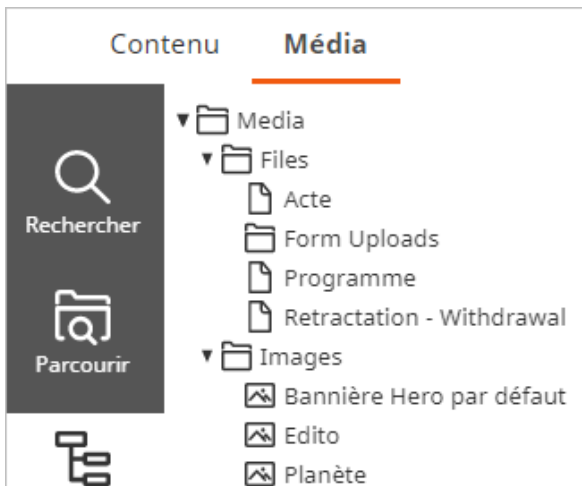 Contenu Média
Media
Files
Acte
Rechercher
Form Uploads
Programme
Retractation - Withdrawal
Parcourir
Images
Bannière Hero par défaut
Edito
Planète